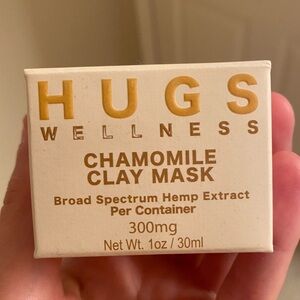 HUGS
WELLNESS
CHAMOMILE
CLAY MASK
Broad Spectrum Hemp Extract
Per Container
300mg
Net Wt. 1oz / 30ml